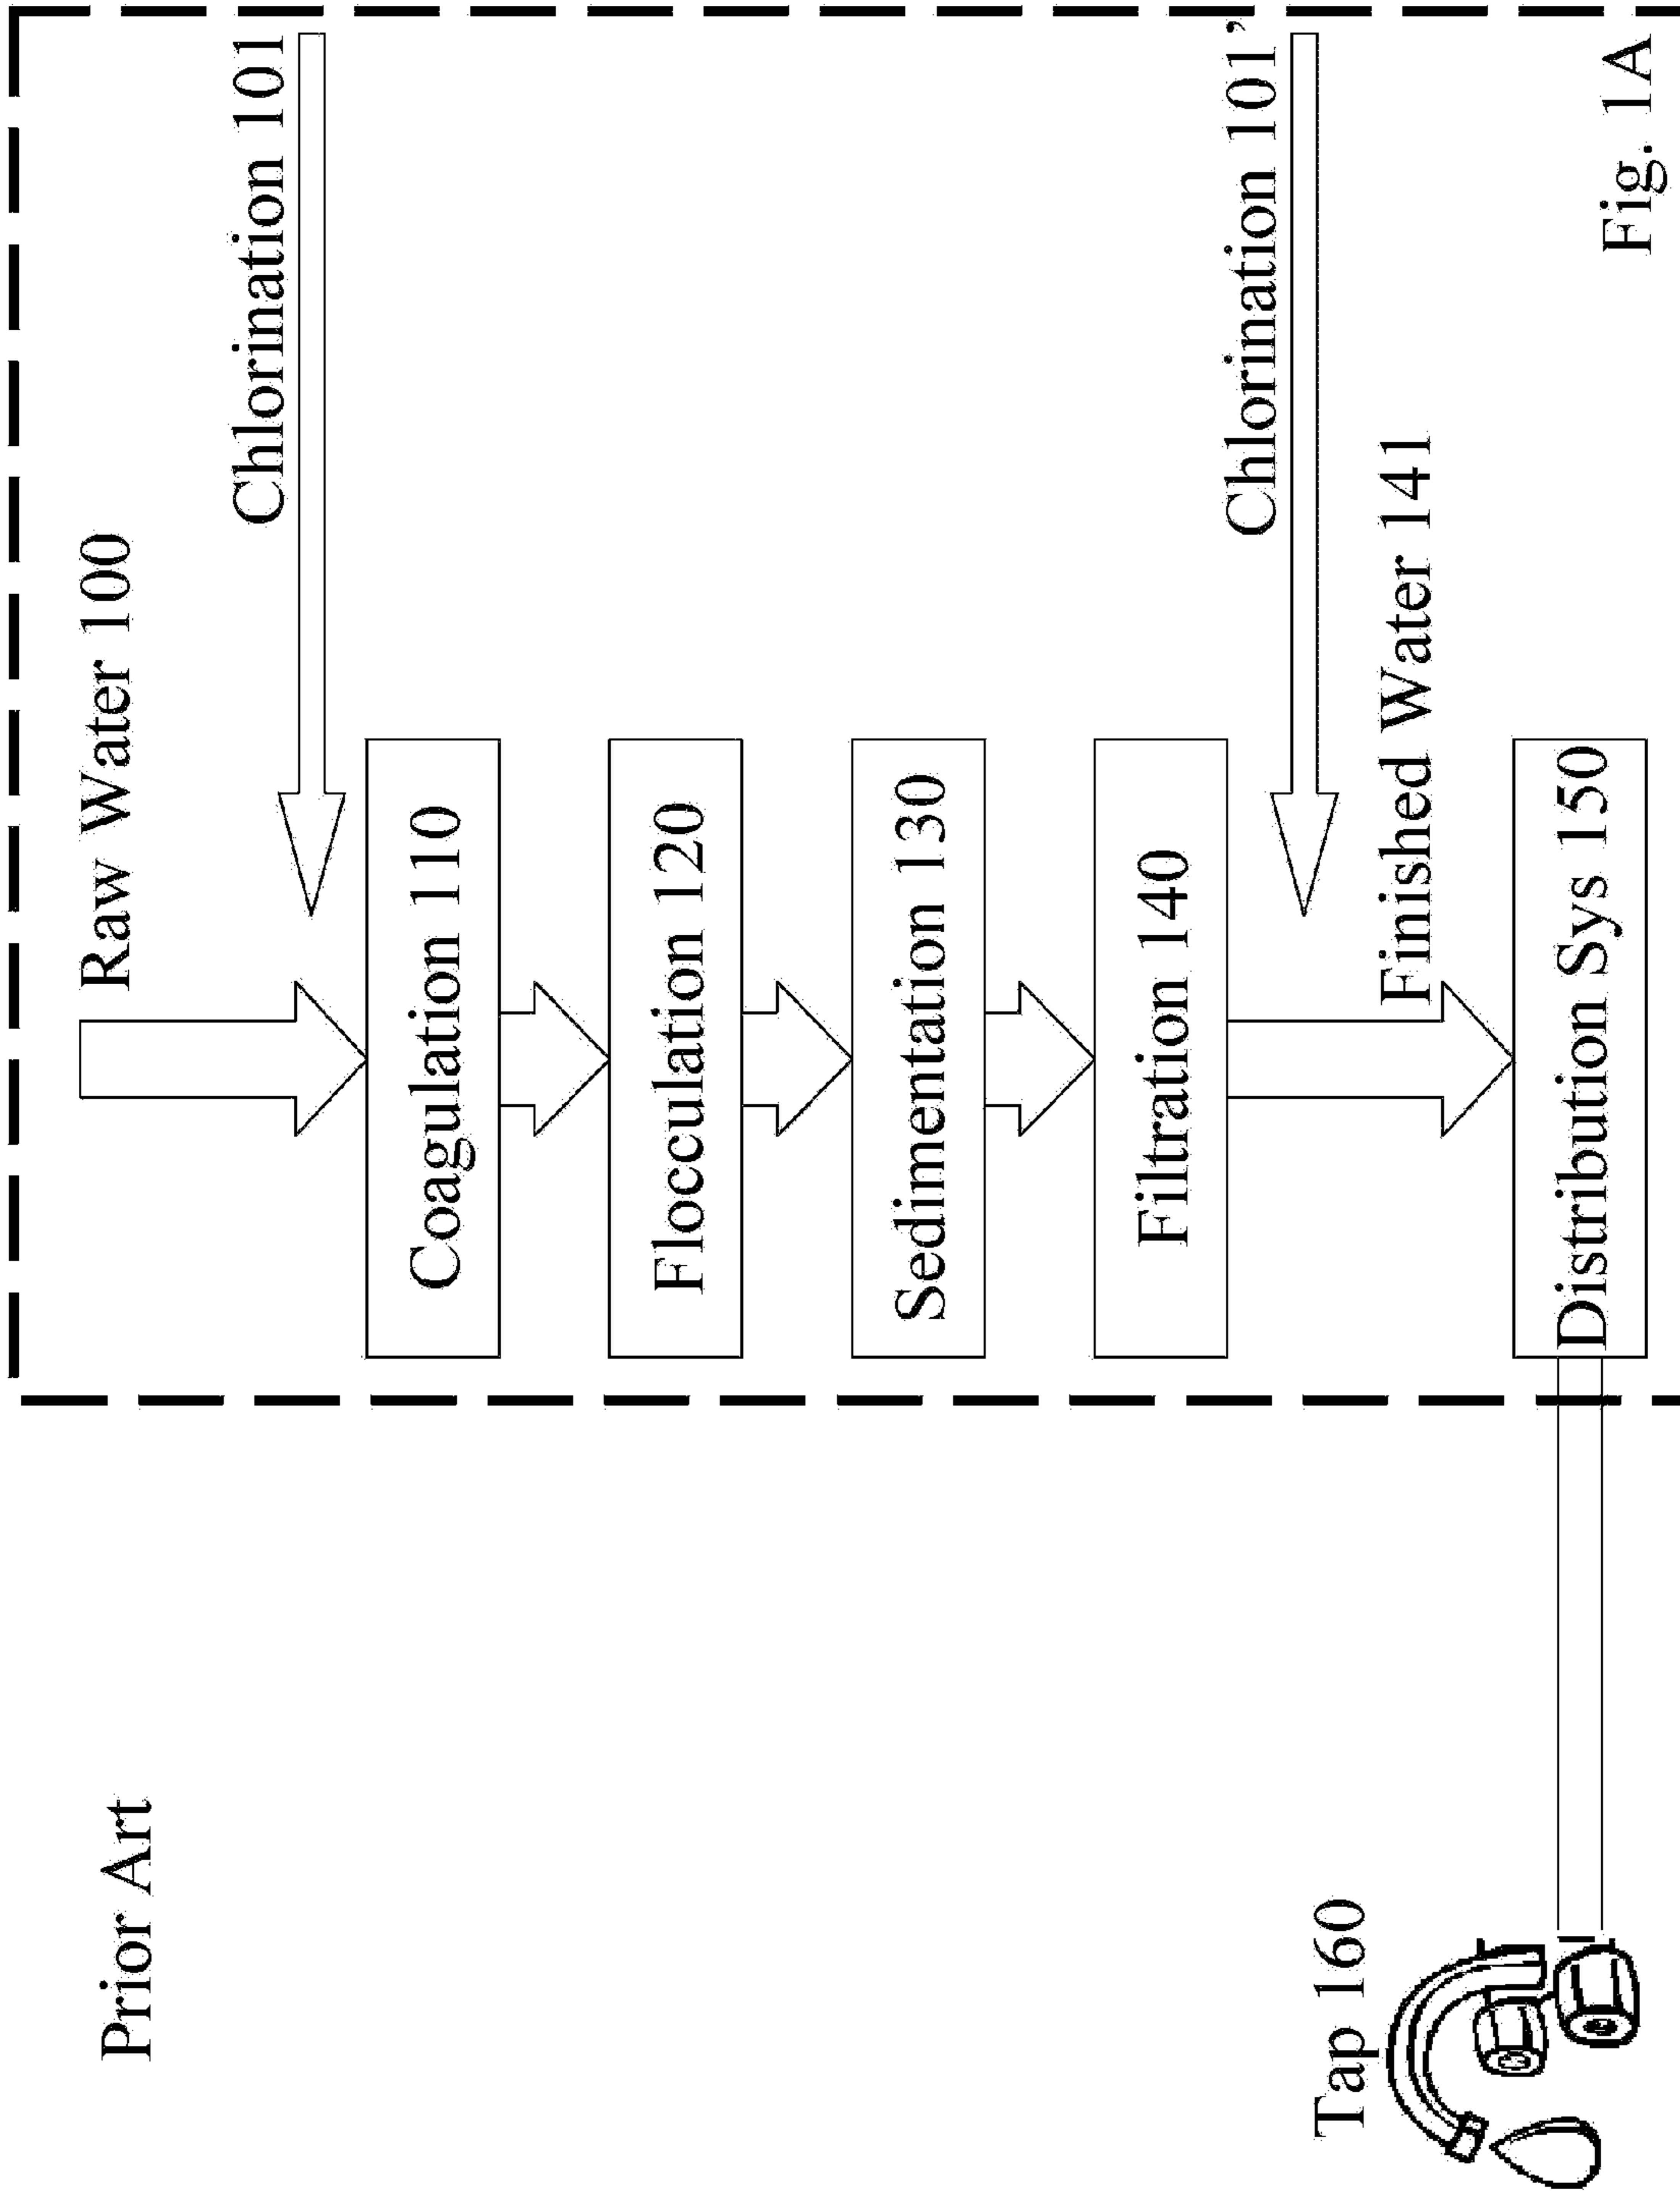 Prior Art
Raw Water 100
Chlorination 101
Coagulation 110
Flocculation 120
Sedimentation 130
Filtration 140
Chlorination 101’
Finished Water 141
Tap 160
Distribution Sys 150
Fig. 1A